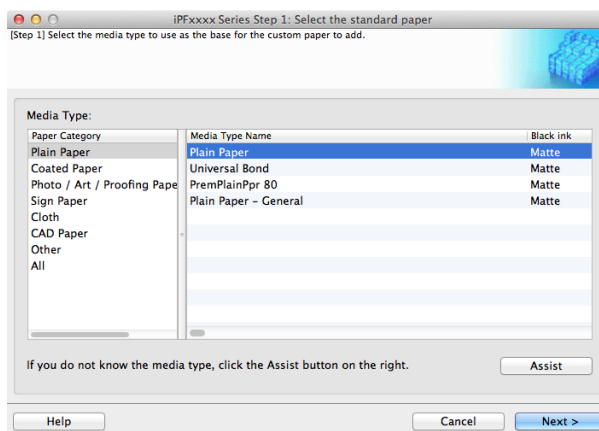 iPFxxxx Series Step 1: Select the standard paper
[Step 1] Select the media type to use as the base for the custom paper to add.
Media Type:
Paper Category Media Type Name Black ink
Plain Paper Plain Paper Matte
Coated Paper Universal Bond Matte
Photo / Art / Proofing Pape PremPlainPpr 80 Matte
Sign Paper Plain Paper – General Matte
Cloth
CAD Paper
Other
All
If you do not know the media type, click the Assist button on the right. Assist
Help Cancel Next >